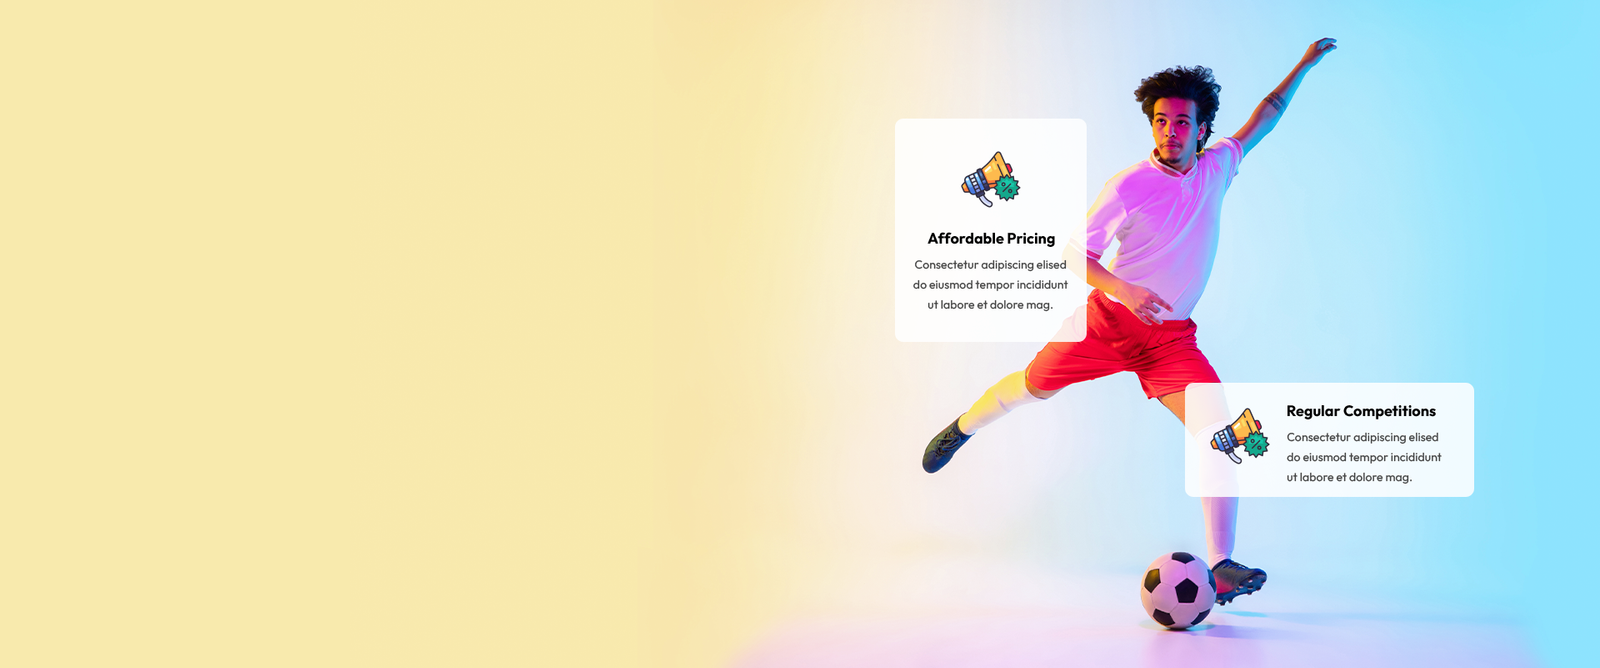 Affordable Pricing
Consectetur adipiscing elised
do eiusmod tempor incididunt
ut labore et dolore mag.
Regular Competitions
Consectetur adipiscing elised
do eiusmod tempor incididunt
ut labore et dolore mag.